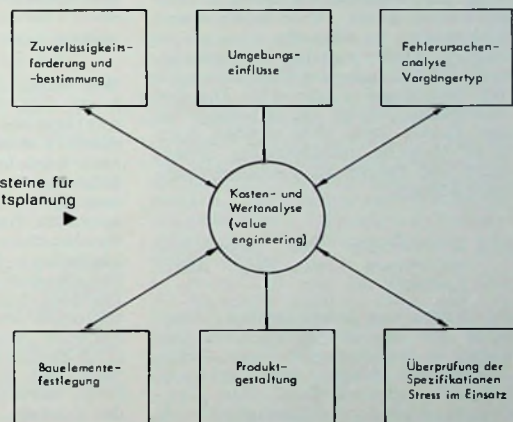 Zuverlässigkeits-
forderung und
-bestimmung
Umgebungs-
einflüsse
Fehlerursachen-
analyse
Vorgängertyp
steine für
tsplanung
Kosten- und
Wertanalyse
(value
engineering)
Bauelemente-
festlegung
Produkt-
gestaltung
Überprüfung der
Spezifikationen
Stress im Einsatz